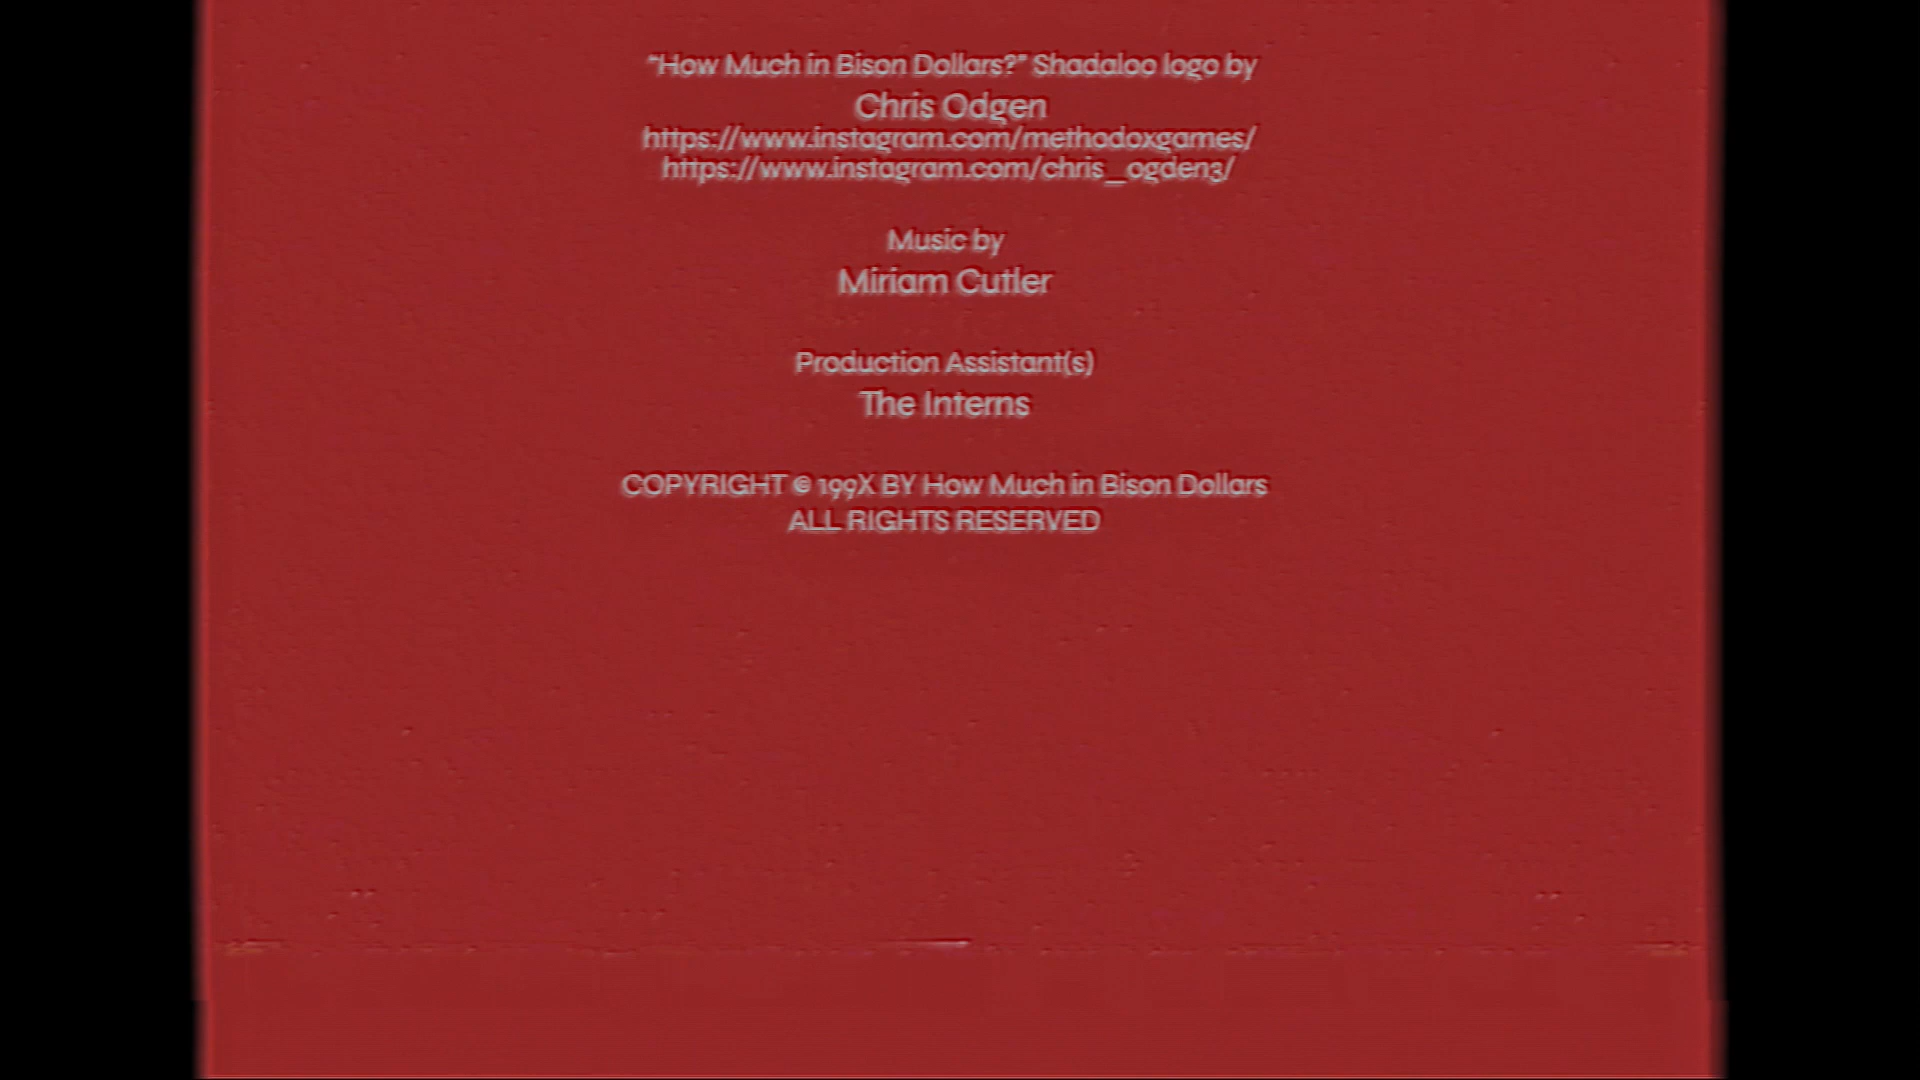 "How Much in Bison Dollars?" Shadaloo logo by
Chris Odgen
https://www.instagram.com/methodoxgames/
https://www.instagram.com/chris_ogden3/
Music by
Miriam Cutler
Production Assistant(s)
The Interns
COPYRIGHT © 199X BY How Much in Bison Dollars
ALL RIGHTS RESERVED